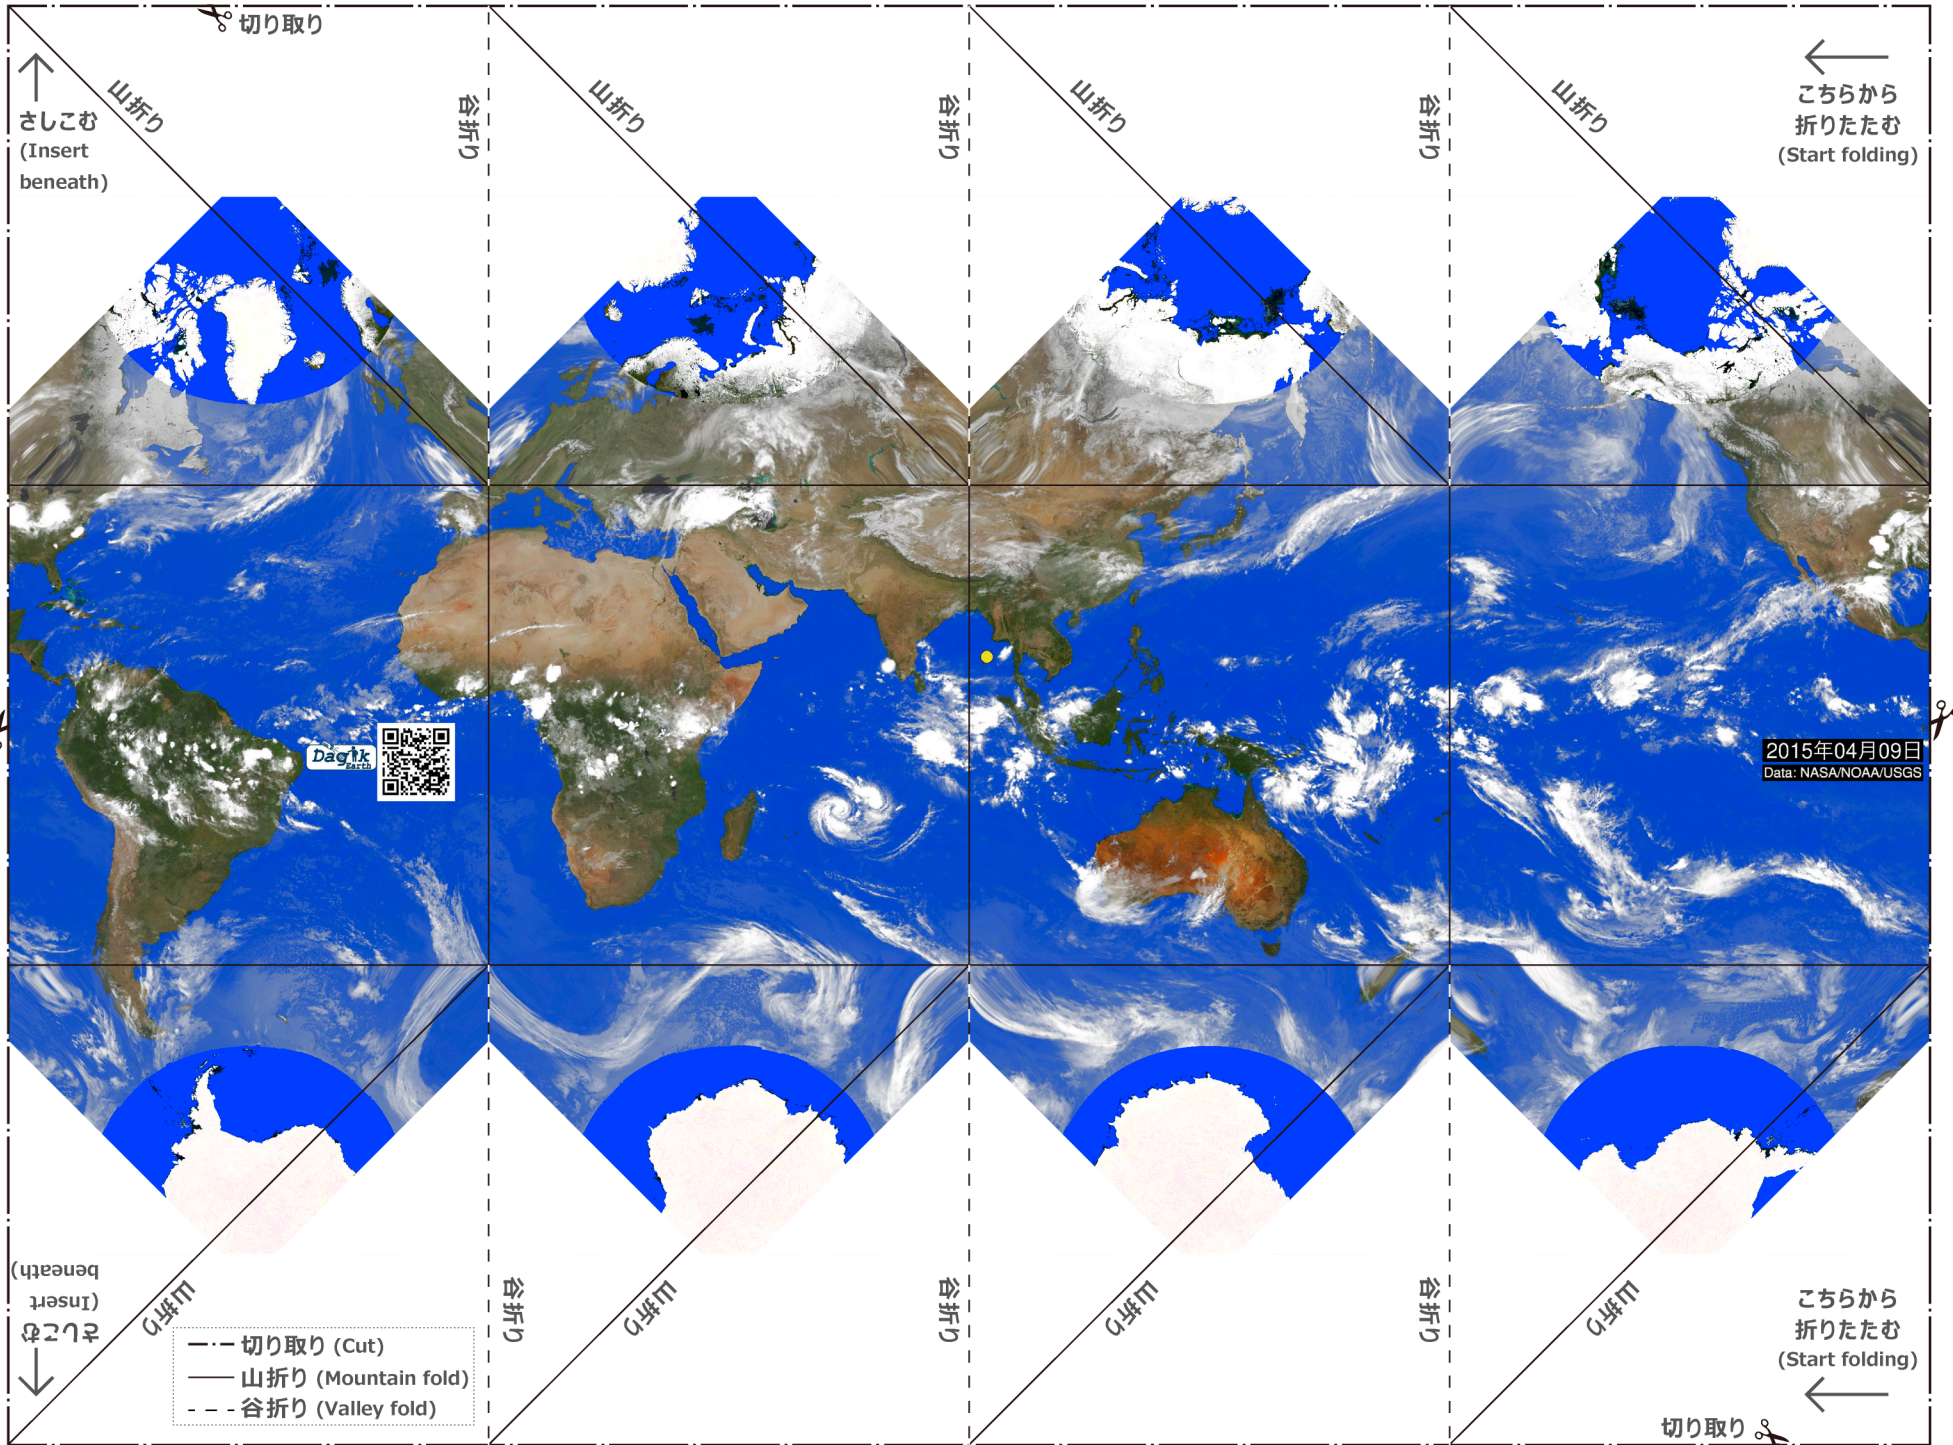 切り取り
山折り
山折り
山折り
山折り
谷折り
谷折り
谷折り
さしこむ
(Insert
beneath)
こちらから
折りたたむ
(Start folding)
Dagik
Earth
2015年04月09日
Data: NASA/NOAA/USGS
さしこむ
(Insert
beneath)
山折り
山折り
山折り
山折り
谷折り
谷折り
谷折り
こちらから
折りたたむ
(Start folding)
切り取り (Cut)
山折り (Mountain fold)
谷折り (Valley fold)
切り取り